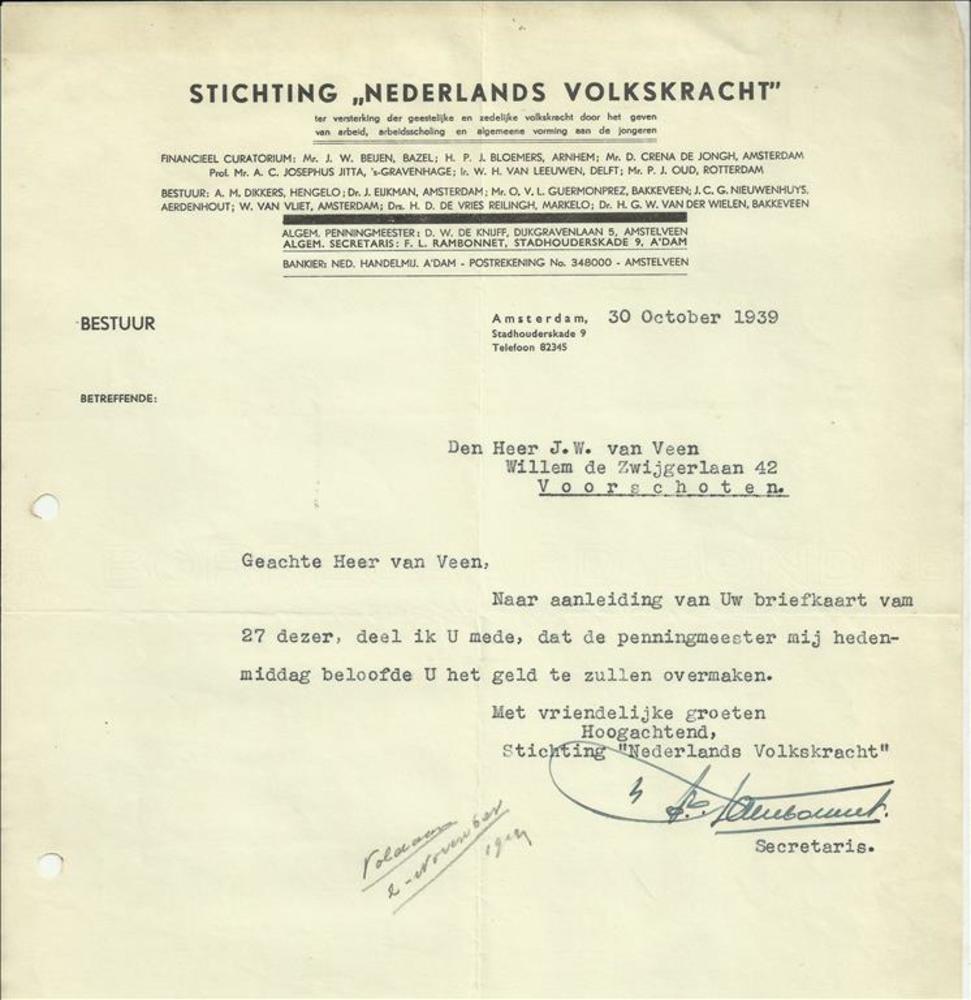 STICHTING „NEDERLANDS VOLKSKRACHT”
ter versterking der geestelijke en zedelijke volkskracht door het geven
van arbeid, arbeidsscholing en algemeene vorming aan de jongeren
FINANCIEEL CURATORIUM: Mr. J. W. BEIJEN, BAZEL; H. P. J. BLOEMERS, ARNHEM; Mr. D. CRENA DE JONGH, AMSTERDAM
Prof. Mr. A. C. JOSEPHUS JITTA, 's-GRAVENHAGE; Ir. W. H. VAN LEEUWEN, DELFT; Mr. P. J. OUD, ROTTERDAM
BESTUUR: A. M. DIKKERS, HENGELO; Dr. J. EIJKMAN, AMSTERDAM; Mr. O. V. L. GUERMONPREZ, BAKKEVEEN; J. C. G. NIEUWENHUYS,
AERDENHOUT; W. VAN VLIET, AMSTERDAM; Drs. H. D. DE VRIES REILINGH, MARKELO; Dr. H. G. W. VAN DER WIELEN, BAKKEVEEN
ALGEM. PENNINGMEESTER: D. W. DE KNIJFF, DIJKGRAVENLAAN 5, AMSTELVEEN
ALGEM. SECRETARIS: F. L. RAMBONNET, STADHOUDERSKADE 9, A'DAM
BANKIER: NED. HANDELMIJ. A'DAM - POSTREKENING No. 348000 - AMSTELVEEN
BESTUUR
Amsterdam, 30 October 1939
Stadhouderskade 9
Telefoon 82345
BETREFFENDE:
Den Heer J.W. van Veen
Willem de Zwijgerlaan 42
Voorschoten.
Geachte Heer van Veen,
Naar aanleiding van Uw briefkaart vam
27 dezer, deel ik U mede, dat de penningmeester mij heden-
middag beloofde U het geld te zullen overmaken.
Met vriendelijke groeten
Hoogachtend,
Stichting "Nederlands Volkskracht"
Rambonnet.
Secretaris.
Voldaan
2 - November